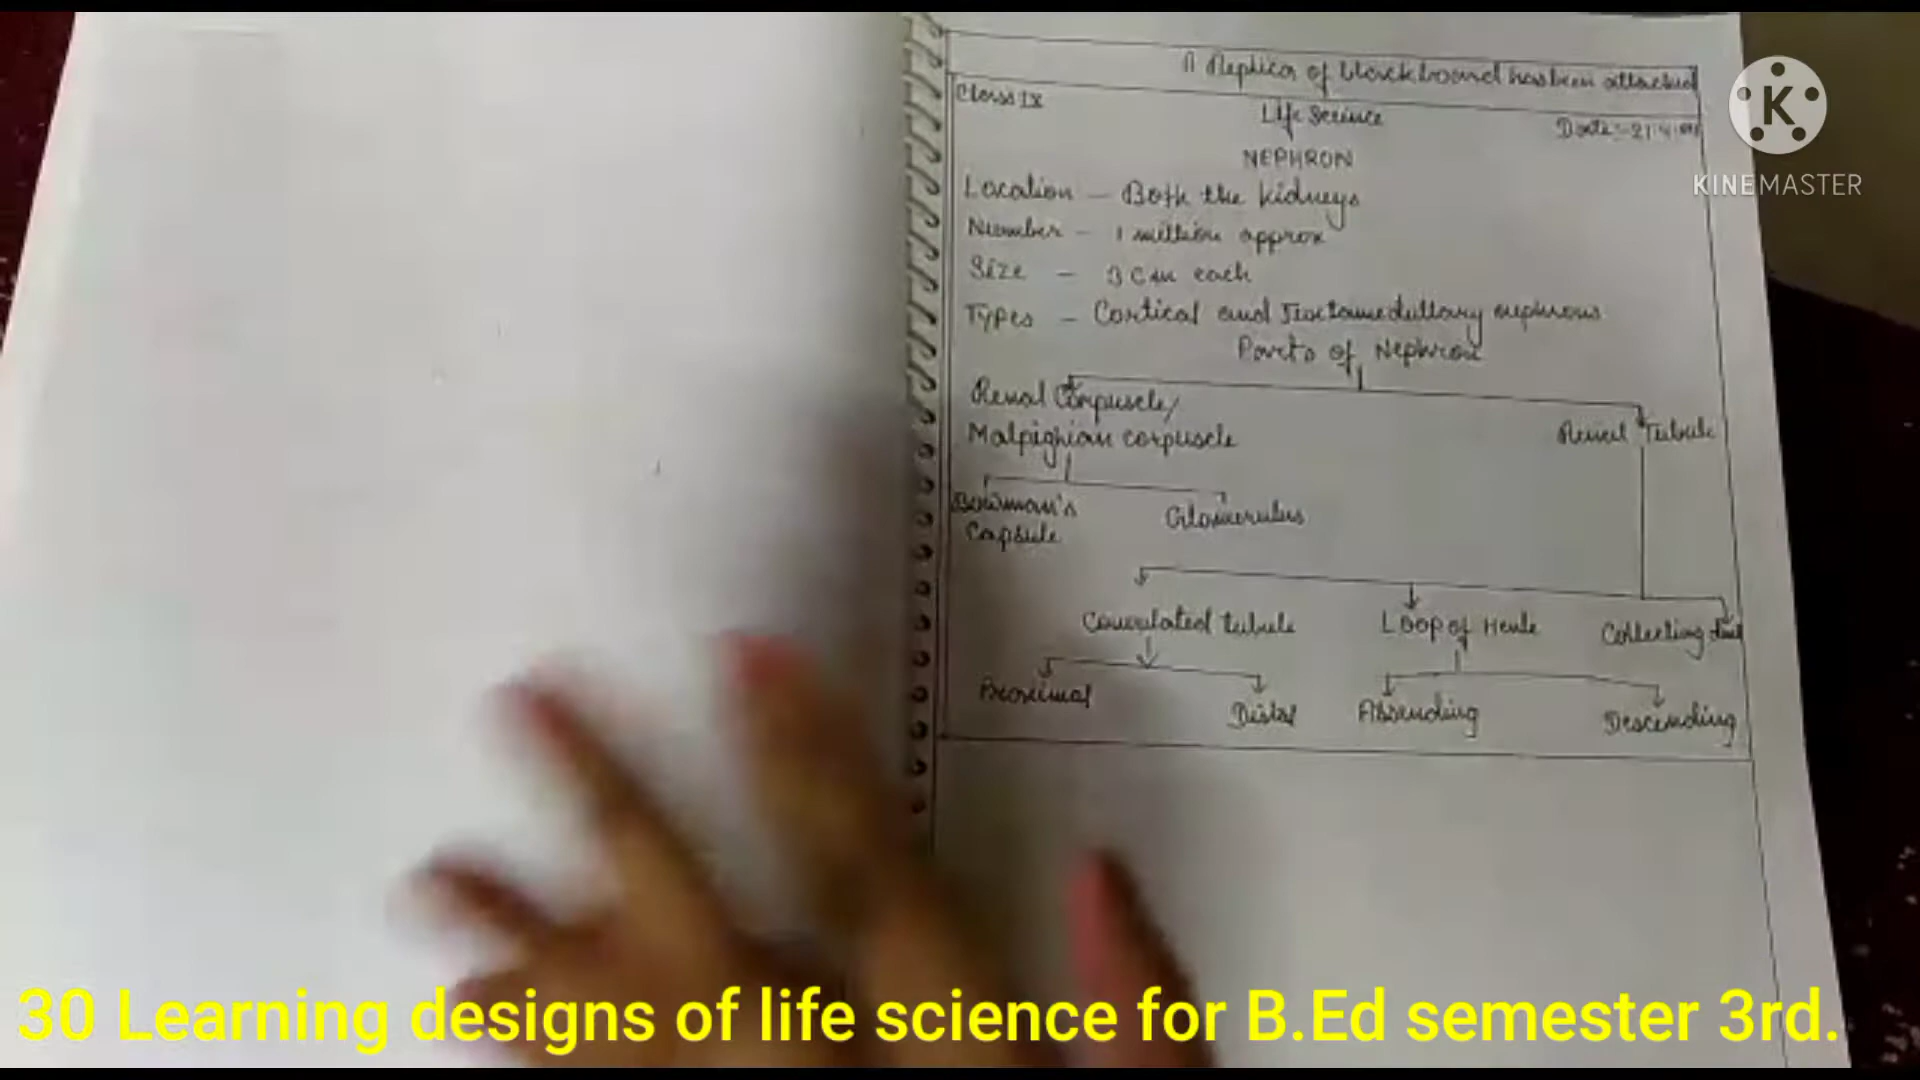 A Replica of blackboard has been attached
Class IX
Life Science
Date:- 21.4.
NEPHRON
Location - Both the kidneys
Number - 1 million approx
Size - 3 cm each
Types - Cortical and Juxtamedullary nephrons
Parts of Nephron
Renal Corpuscle/
Malpighian corpuscle
Renal Tubule
Bowman's
Capsule
Glomerulus
Convulated tubule
Loop of Henle
Collecting duct
Proximal
Distal
Assending
Descending
K
KINEMASTER
30 Learning designs of life science for B.Ed semester 3rd.